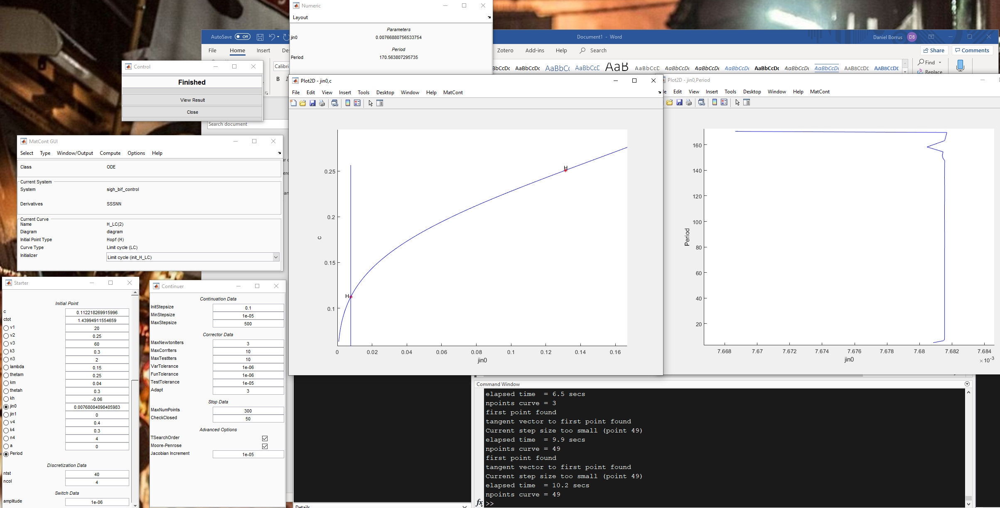 Numeric
Layout
Parameters
jin0 0.00766880756533754
Period
Period 170.563807295735
AutoSave Off
Document1 - Word
Daniel Borrus DB
File Home Insert
Zotero Add-ins Help Search
Share Comments
Calibri
B I
AaBbCcDc AaBbCcDc AaBbCc AaBbCcE AaB AaBbCcD AaBbCcDc AaBbCcDc AaBbCcDc AaBbCcDc AaBbCcDc AaBbCcDc AABBCCDE AABBCCDE
Find
Replace
Search document
Control
Finished
View Result
Close
MatCont GUI
Select Type Window/Output Compute Options Help
Class ODE
Current System
System sigh_bif_control
Derivatives SSSNN
Current Curve
Name H_LC(2)
Diagram diagram
Initial Point Type Hopf (H)
Curve Type Limit cycle (LC)
Initializer Limit cycle (init_H_LC)
Starter
Initial Point
c 0.112218269915996
ctot 1.43994911554659
v1 20
v2 0.25
v3 60
k3 0.3
n3 2
lambda 0.15
thetam 0.25
km 0.04
thetah 0.3
kh -0.06
jin0 0.00768084098405983
jin1 0
v4 0.4
k4 0.3
n4 4
a 0
Period
Discretization Data
ntst 40
ncol 4
Switch Data
amplitude 1e-06
Continuer
Continuation Data
InitStepsize 0.1
MinStepsize 1e-05
MaxStepsize 500
Corrector Data
MaxNewtonIters 3
MaxCorrIters 10
MaxTestIters 10
VarTolerance 1e-06
FunTolerance 1e-06
TestTolerance 1e-05
Adapt 3
Stop Data
MaxNumPoints 300
CheckClosed 50
Advanced Options
TSearchOrder
Moore-Penrose
Jacobian Increment 1e-05
Plot2D - jin0,c
File Edit View Insert Tools Desktop Window Help MatCont
0.25
0.2
0.15
0.1
c
H
H
0 0.02 0.04 0.06 0.08 0.1 0.12 0.14 0.16
jin0
Plot2D - jin0,Period
Edit View Insert Tools Desktop Window Help MatCont
160
140
120
100
80
60
40
20
Period
7.668 7.67 7.672 7.674 7.676 7.678 7.68 7.682 7.684
jin0
×10-3
Command Window
elapsed time = 6.5 secs
npoints curve = 3
first point found
tangent vector to first point found
Current step size too small (point 49)
elapsed time = 9.9 secs
npoints curve = 49
first point found
tangent vector to first point found
Current step size too small (point 49)
elapsed time = 10.2 secs
npoints curve = 49
fx >>
Details